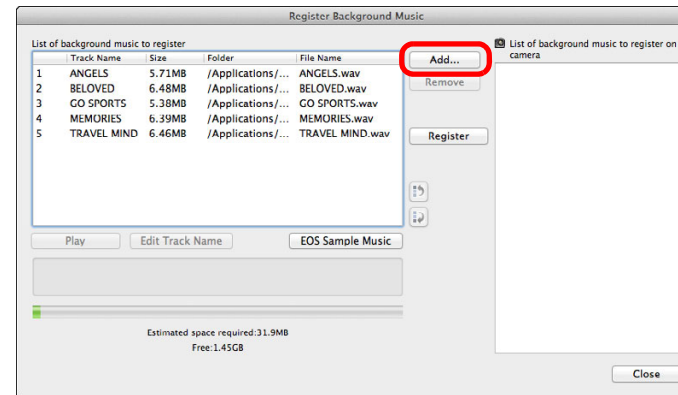 Register Background Music
List of background music to register
Track Name Size Folder File Name
1 ANGELS 5.71MB /Applications/... ANGELS.wav
2 BELOVED 6.48MB /Applications/... BELOVED.wav
3 GO SPORTS 5.38MB /Applications/... GO SPORTS.wav
4 MEMORIES 6.39MB /Applications/... MEMORIES.wav
5 TRAVEL MIND 6.46MB /Applications/... TRAVEL MIND.wav
Play Edit Track Name EOS Sample Music
Estimated space required:31.9MB
Free:1.45GB
Add...
Remove
Register
List of background music to register on
camera
Close